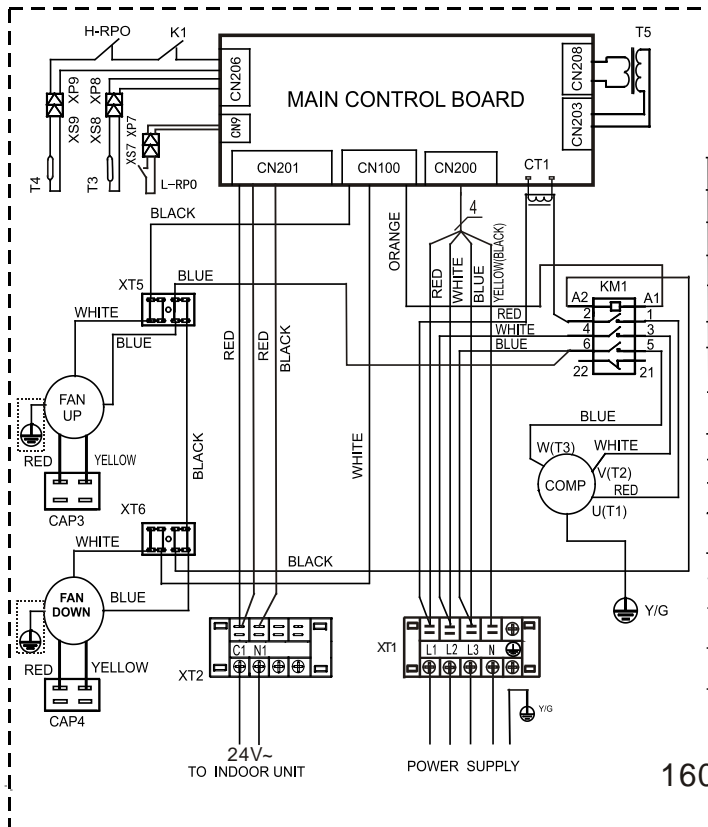 H-RPO
K1
T5
XP9
XP8
XS9
XS8
XP7
XS7
T4
T3
L-RPO
CN206
CN9
MAIN CONTROL BOARD
CN208
CN203
CN201
CN100
CN200
CT1
BLACK
ORANGE
4
RED
WHITE
BLUE
YELLOW(BLACK)
XT5
BLUE
WHITE
BLUE
RED
RED
BLACK
KM1
A2
A1
RED
2
1
WHITE
4
3
BLUE
6
5
22
21
FAN
UP
RED
YELLOW
CAP3
BLACK
WHITE
BLUE
W(T3)
WHITE
V(T2)
COMP
RED
U(T1)
XT6
WHITE
BLACK
FAN
DOWN
BLUE
RED
YELLOW
CAP4
Y/G
XT2
C1
N1
XT1
L1
L2
L3
N
Y/G
24V~
TO INDOOR UNIT
POWER SUPPLY
160